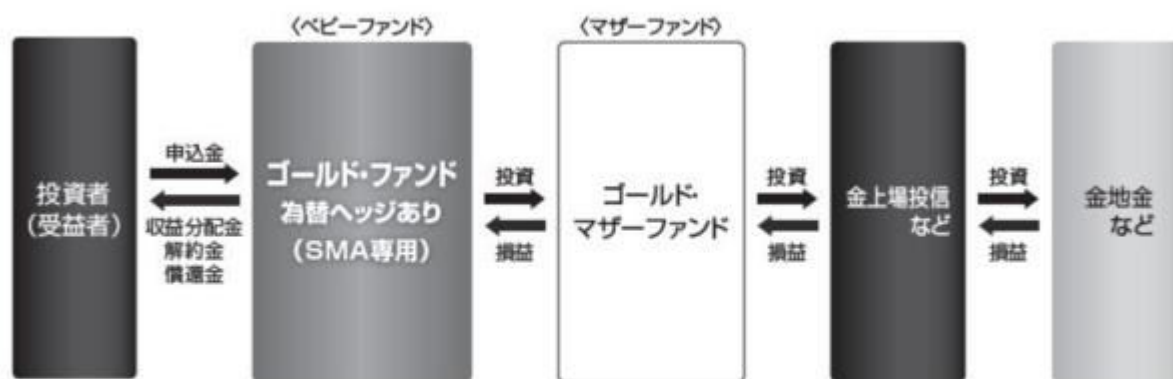 〈ベビーファンド〉
〈マザーファンド〉
投資者
(受益者)
申込金
収益分配金
解約金
償還金
ゴールド・ファンド
為替ヘッジあり
(SMA専用)
投資
損益
ゴールド・
マザーファンド
投資
損益
金上場投信
など
投資
損益
金地金
など